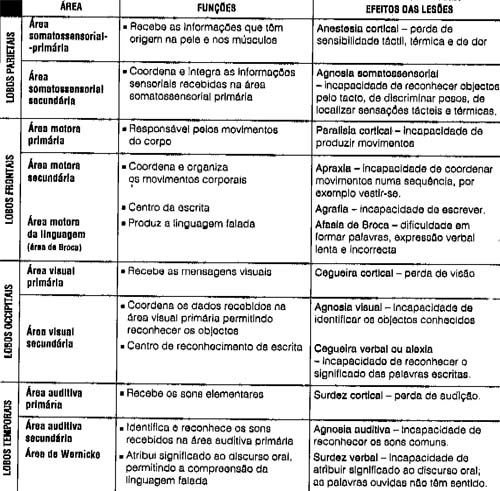 ÁREA
FUNÇÕES
EFEITOS DAS LESÕES
LOBOS PARIETAIS
Área
somatossensorial-
-primária
▪ Recebe as informações que têm
origem na pele e nos músculos
Anestesia cortical – perda de
sensibilidade táctil, térmica e de dor
Área
somatossensorial
secundária
▪ Coordena e integra as informações
sensoriais recebidas na área
somatossensorial primária
Agnosia somatossensorial
– incapacidade de reconhecer objectos
pelo tacto, de discriminar pesos, de
localizar sensações tácteis e térmicas.
LOBOS FRONTAIS
Área motora
primária
▪ Responsável pelos movimentos
do corpo
Paralisia cortical – incapacidade de
produzir movimentos
Área motora
secundária
▪ Coordena e organiza
os movimentos corporais
Apraxia – incapacidade de coordenar
movimentos numa sequência, por
exemplo vestir-se.
▪ Centro da escrita
Agrafia – incapacidade de escrever.
Área motora
da linguagem
(área de Broca)
▪ Produz a linguagem falada
Afasia de Broca – dificuldade em
formar palavras, expressão verbal
lenta e incorrecta
LOBOS OCCIPITAIS
Área visual
primária
▪ Recebe as mensagens visuais
Cegueira cortical – perda de visão
Área visual
secundária
▪ Coordena os dados recebidos na
área visual primária permitindo
reconhecer os objectos
Agnosia visual – incapacidade de
identificar os objectos conhecidos
▪ Centro de reconhecimento da escrita
Cegueira verbal ou alexia
– incapacidade de reconhecer o
significado das palavras escritas.
LOBOS TEMPORAIS
Área auditiva
primária
▪ Recebe os sons elementares
Surdez cortical – perda de audição.
Área auditiva
secundária
▪ Identifica e reconhece os sons
recebidos na área auditiva primária
Agnosia auditiva – incapacidade de
reconhecer os sons comuns.
Área de Wernicke
▪ Atribui significado ao discurso oral,
permitindo a compreensão da
linguagem falada
Surdez verbal – Incapacidade de
atribuir significado ao discurso oral;
as palavras ouvidas não têm sentido.